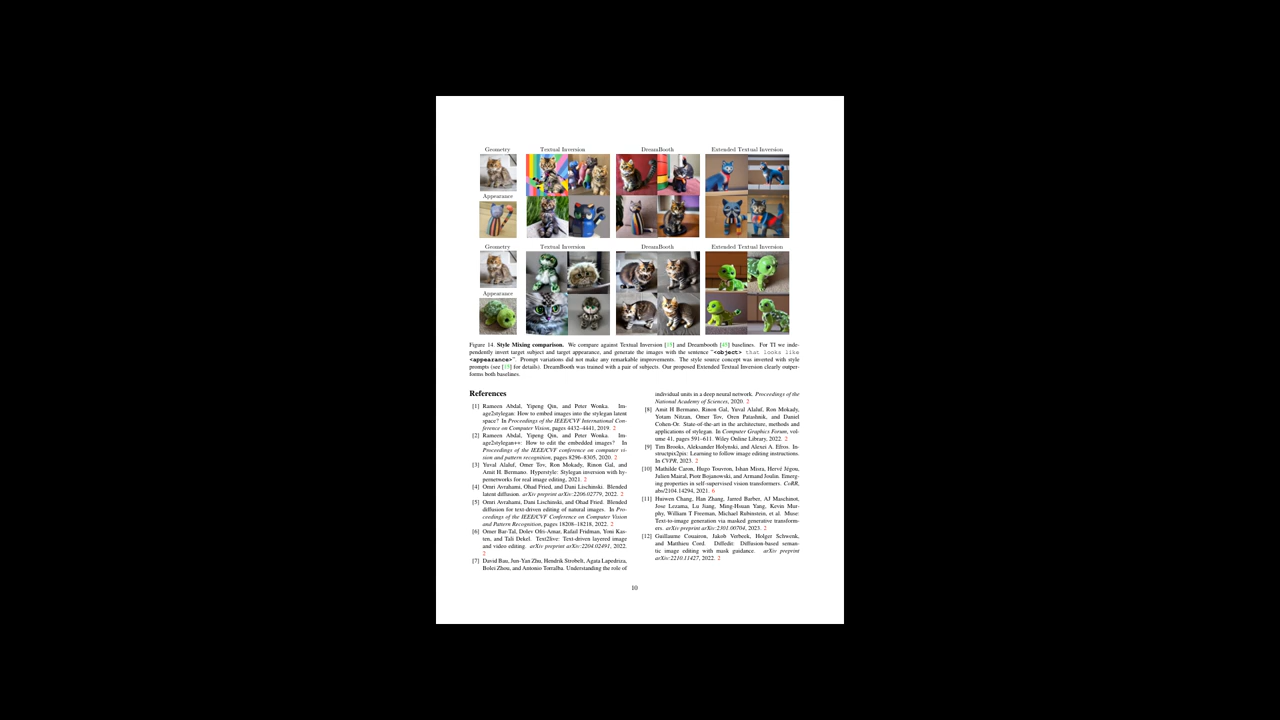 Geometry
Textual Inversion
DreamBooth
Extended Textual Inversion
Appearance
Geometry
Textual Inversion
DreamBooth
Extended Textual Inversion
Appearance
Figure 14. Style Mixing comparison. We compare against Textual Inversion [15] and Dreambooth [45] baselines. For TI we inde-
pendently invert target subject and target appearance, and generate the images with the sentence "<object> that looks like
<appearance>". Prompt variations did not make any remarkable improvements. The style source concept was inverted with style
prompts (see [15] for details). DreamBooth was trained with a pair of subjects. Our proposed Extended Textual Inversion clearly outper-
forms both baselines.
References
[1] Rameen Abdal, Yipeng Qin, and Peter Wonka. Im-
age2stylegan: How to embed images into the stylegan latent
space? In Proceedings of the IEEE/CVF International Con-
ference on Computer Vision, pages 4432–4441, 2019. 2
[2] Rameen Abdal, Yipeng Qin, and Peter Wonka. Im-
age2stylegan++: How to edit the embedded images? In
Proceedings of the IEEE/CVF conference on computer vi-
sion and pattern recognition, pages 8296–8305, 2020. 2
[3] Yuval Alaluf, Omer Tov, Ron Mokady, Rinon Gal, and
Amit H. Bermano. Hyperstyle: Stylegan inversion with hy-
pernetworks for real image editing, 2021. 2
[4] Omri Avrahami, Ohad Fried, and Dani Lischinski. Blended
latent diffusion. arXiv preprint arXiv:2206.02779, 2022. 2
[5] Omri Avrahami, Dani Lischinski, and Ohad Fried. Blended
diffusion for text-driven editing of natural images. In Pro-
ceedings of the IEEE/CVF Conference on Computer Vision
and Pattern Recognition, pages 18208–18218, 2022. 2
[6] Omer Bar-Tal, Dolev Ofri-Amar, Rafail Fridman, Yoni Kas-
ten, and Tali Dekel. Text2live: Text-driven layered image
and video editing. arXiv preprint arXiv:2204.02491, 2022.
2
[7] David Bau, Jun-Yan Zhu, Hendrik Strobelt, Agata Lapedriza,
Bolei Zhou, and Antonio Torralba. Understanding the role of
individual units in a deep neural network. Proceedings of the
National Academy of Sciences, 2020. 2
[8] Amit H Bermano, Rinon Gal, Yuval Alaluf, Ron Mokady,
Yotam Nitzan, Omer Tov, Oren Patashnik, and Daniel
Cohen-Or. State-of-the-art in the architecture, methods and
applications of stylegan. In Computer Graphics Forum, vol-
ume 41, pages 591–611. Wiley Online Library, 2022. 2
[9] Tim Brooks, Aleksander Holynski, and Alexei A. Efros. In-
structpix2pix: Learning to follow image editing instructions.
In CVPR, 2023. 2
[10] Mathilde Caron, Hugo Touvron, Ishan Misra, Hervé Jégou,
Julien Mairal, Piotr Bojanowski, and Armand Joulin. Emerg-
ing properties in self-supervised vision transformers. CoRR,
abs/2104.14294, 2021. 6
[11] Huiwen Chang, Han Zhang, Jarred Barber, AJ Maschinot,
Jose Lezama, Lu Jiang, Ming-Hsuan Yang, Kevin Mur-
phy, William T Freeman, Michael Rubinstein, et al. Muse:
Text-to-image generation via masked generative transform-
ers. arXiv preprint arXiv:2301.00704, 2023. 2
[12] Guillaume Couairon, Jakob Verbeek, Holger Schwenk,
and Matthieu Cord. Diffedit: Diffusion-based seman-
tic image editing with mask guidance. arXiv preprint
arXiv:2210.11427, 2022. 2
10